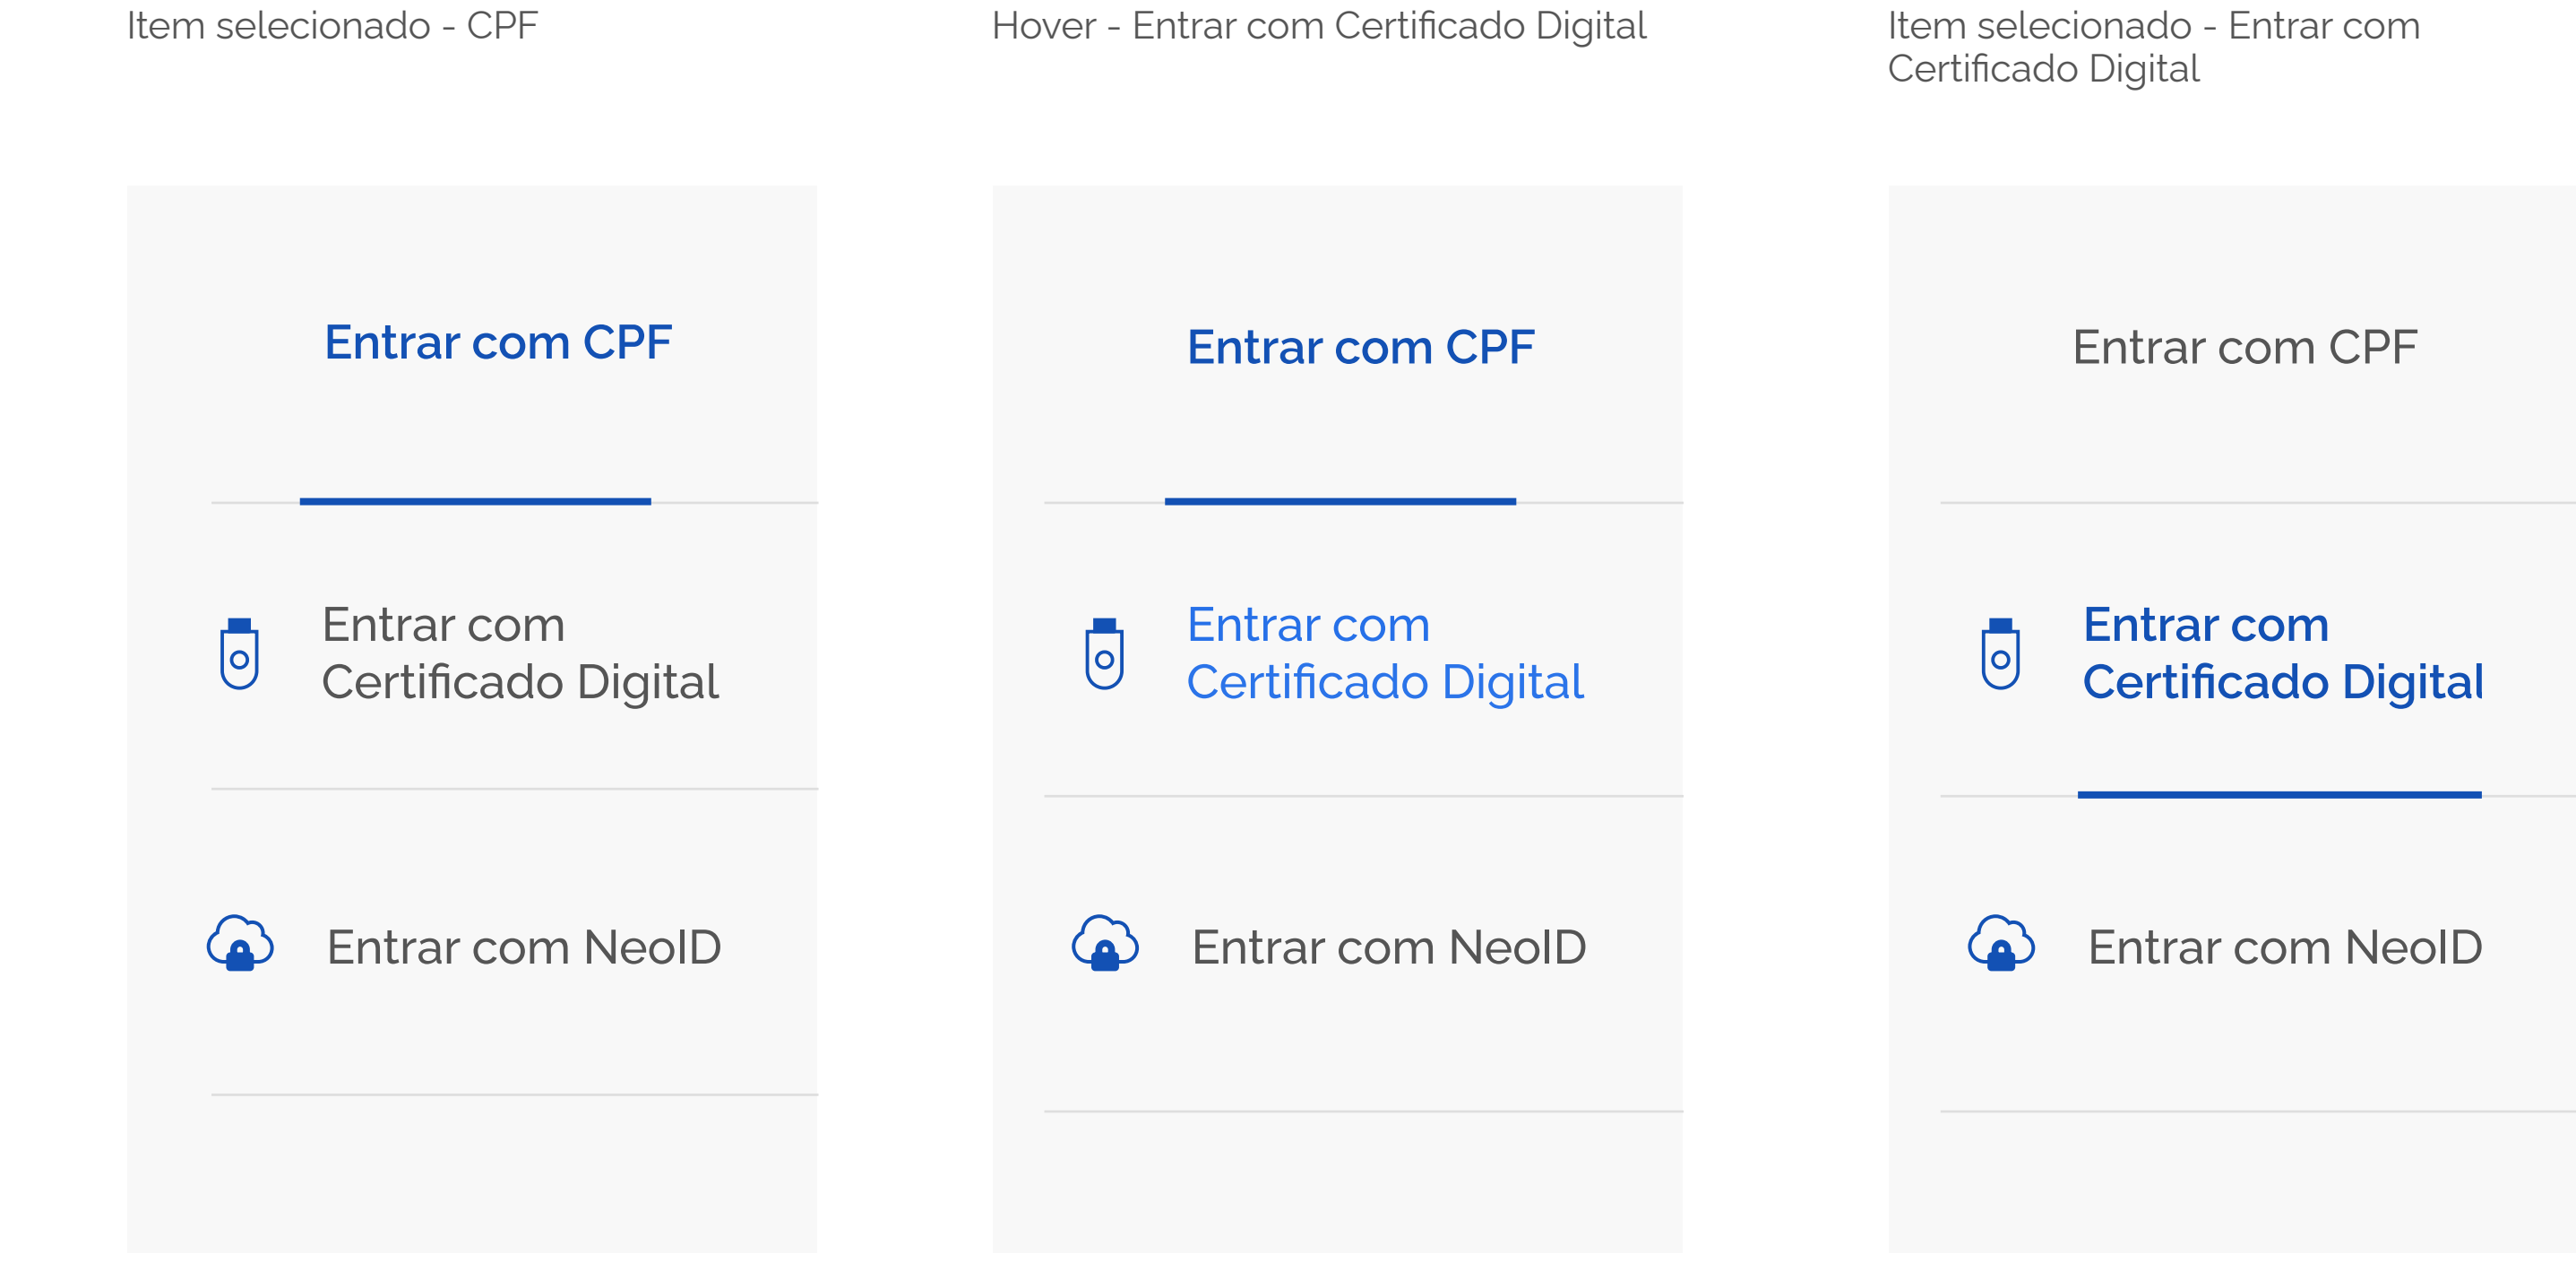 Item selecionado - CPF
Entrar com CPF
Entrar com
Certificado Digital
Entrar com NeoID
Hover - Entrar com Certificado Digital
Entrar com CPF
Entrar com
Certificado Digital
Entrar com NeoID
Item selecionado - Entrar com
Certificado Digital
Entrar com CPF
Entrar com
Certificado Digital
Entrar com NeoID